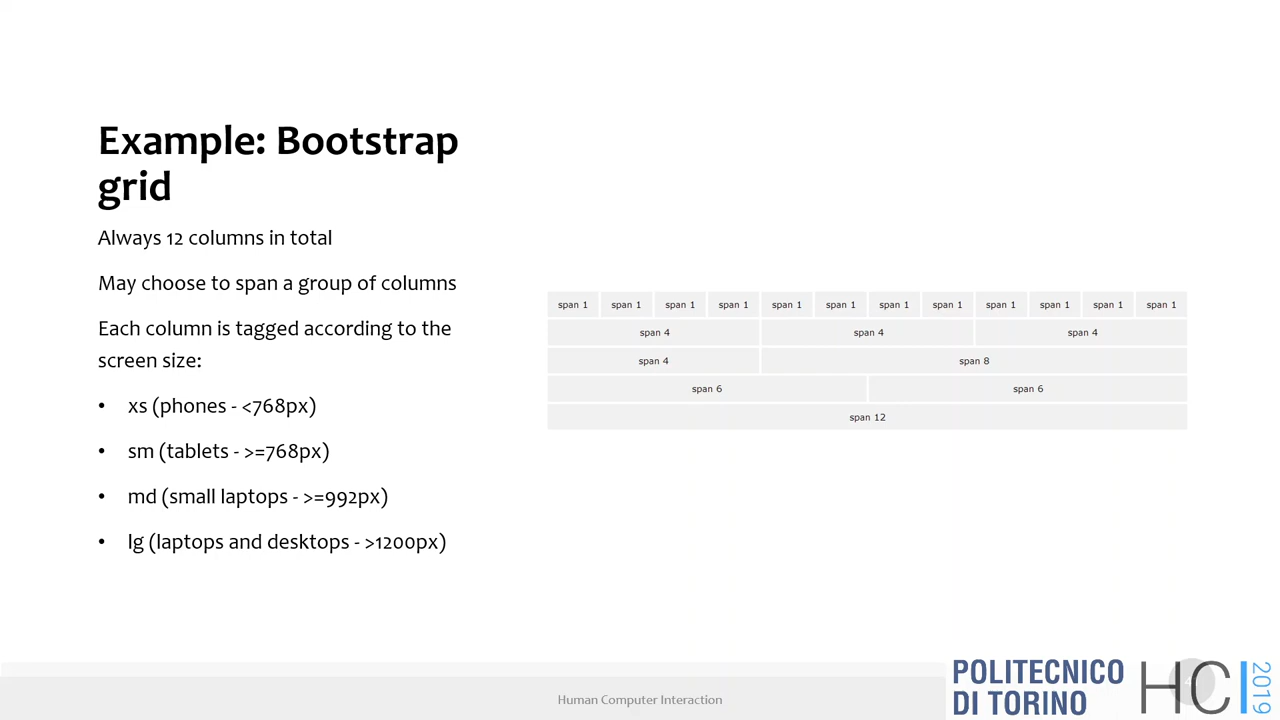 Example: Bootstrap
grid
Always 12 columns in total
May choose to span a group of columns
Each column is tagged according to the
screen size:
• xs (phones - <768px)
• sm (tablets - >=768px)
• md (small laptops - >=992px)
• lg (laptops and desktops - >1200px)
span 1 span 1 span 1 span 1 span 1 span 1 span 1 span 1 span 1 span 1 span 1 span 1
span 4 span 4 span 4
span 4 span 8
span 6 span 6
span 12
Human Computer Interaction
POLITECNICO
DI TORINO
HCI
2019